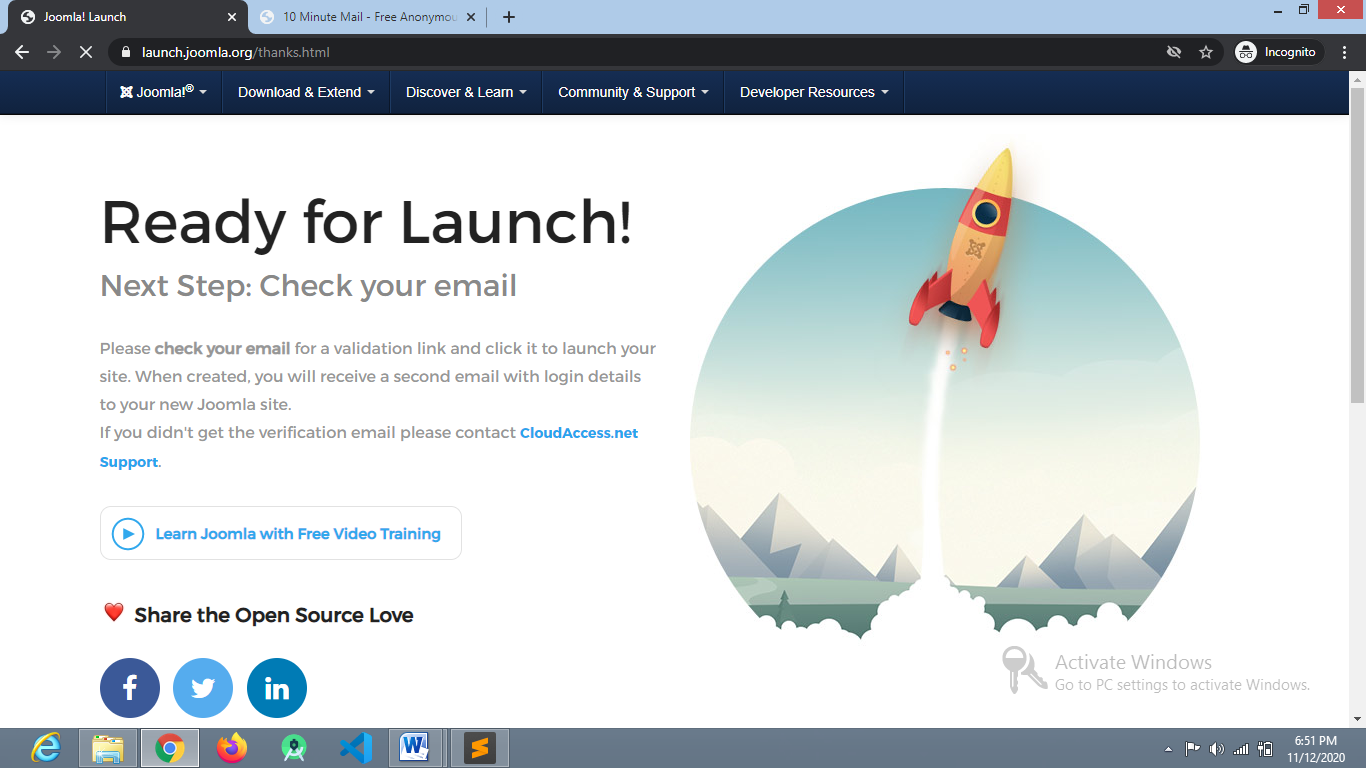 Joomla! Launch
10 Minute Mail - Free Anonymou
launch.joomla.org/thanks.html
Incognito
Joomla!®
Download & Extend
Discover & Learn
Community & Support
Developer Resources
Ready for Launch!
Next Step: Check your email
Please check your email for a validation link and click it to launch your
site. When created, you will receive a second email with login details
to your new Joomla site.
If you didn't get the verification email please contact CloudAccess.net
Support.
Learn Joomla with Free Video Training
Share the Open Source Love
Activate Windows
Go to PC settings to activate Windows.
6:51 PM
11/12/2020